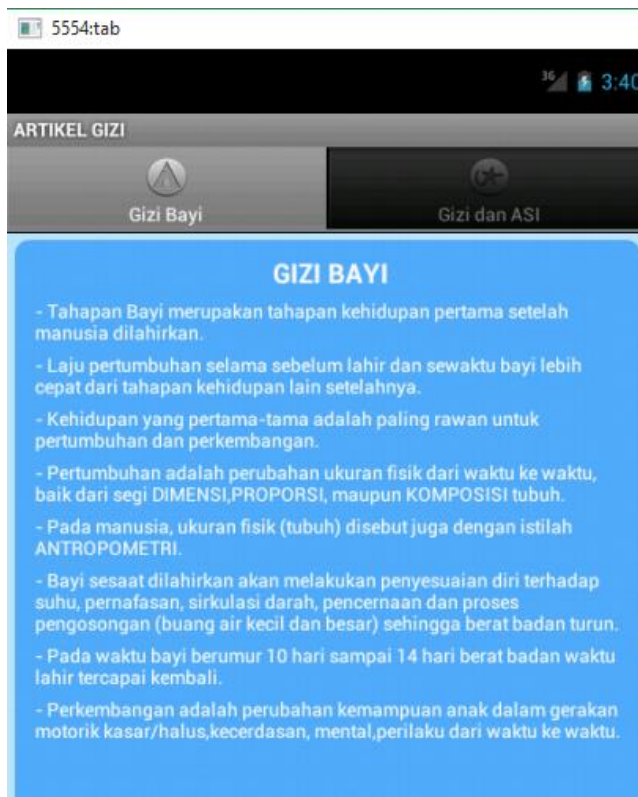 5554:tab
3G 3:40
ARTIKEL GIZI
Gizi Bayi
Gizi dan ASI
GIZI BAYI
- Tahapan Bayi merupakan tahapan kehidupan pertama setelah
manusia dilahirkan.
- Laju pertumbuhan selama sebelum lahir dan sewaktu bayi lebih
cepat dari tahapan kehidupan lain setelahnya.
- Kehidupan yang pertama-tama adalah paling rawan untuk
pertumbuhan dan perkembangan.
- Pertumbuhan adalah perubahan ukuran fisik dari waktu ke waktu,
baik dari segi DIMENSI,PROPORSI, maupun KOMPOSISI tubuh.
- Pada manusia, ukuran fisik (tubuh) disebut juga dengan istilah
ANTROPOMETRI.
- Bayi sesaat dilahirkan akan melakukan penyesuaian diri terhadap
suhu, pernafasan, sirkulasi darah, pencernaan dan proses
pengosongan (buang air kecil dan besar) sehingga berat badan turun.
- Pada waktu bayi berumur 10 hari sampai 14 hari berat badan waktu
lahir tercapai kembali.
- Perkembangan adalah perubahan kemampuan anak dalam gerakan
motorik kasar/halus,kecerdasan, mental,perilaku dari waktu ke waktu.